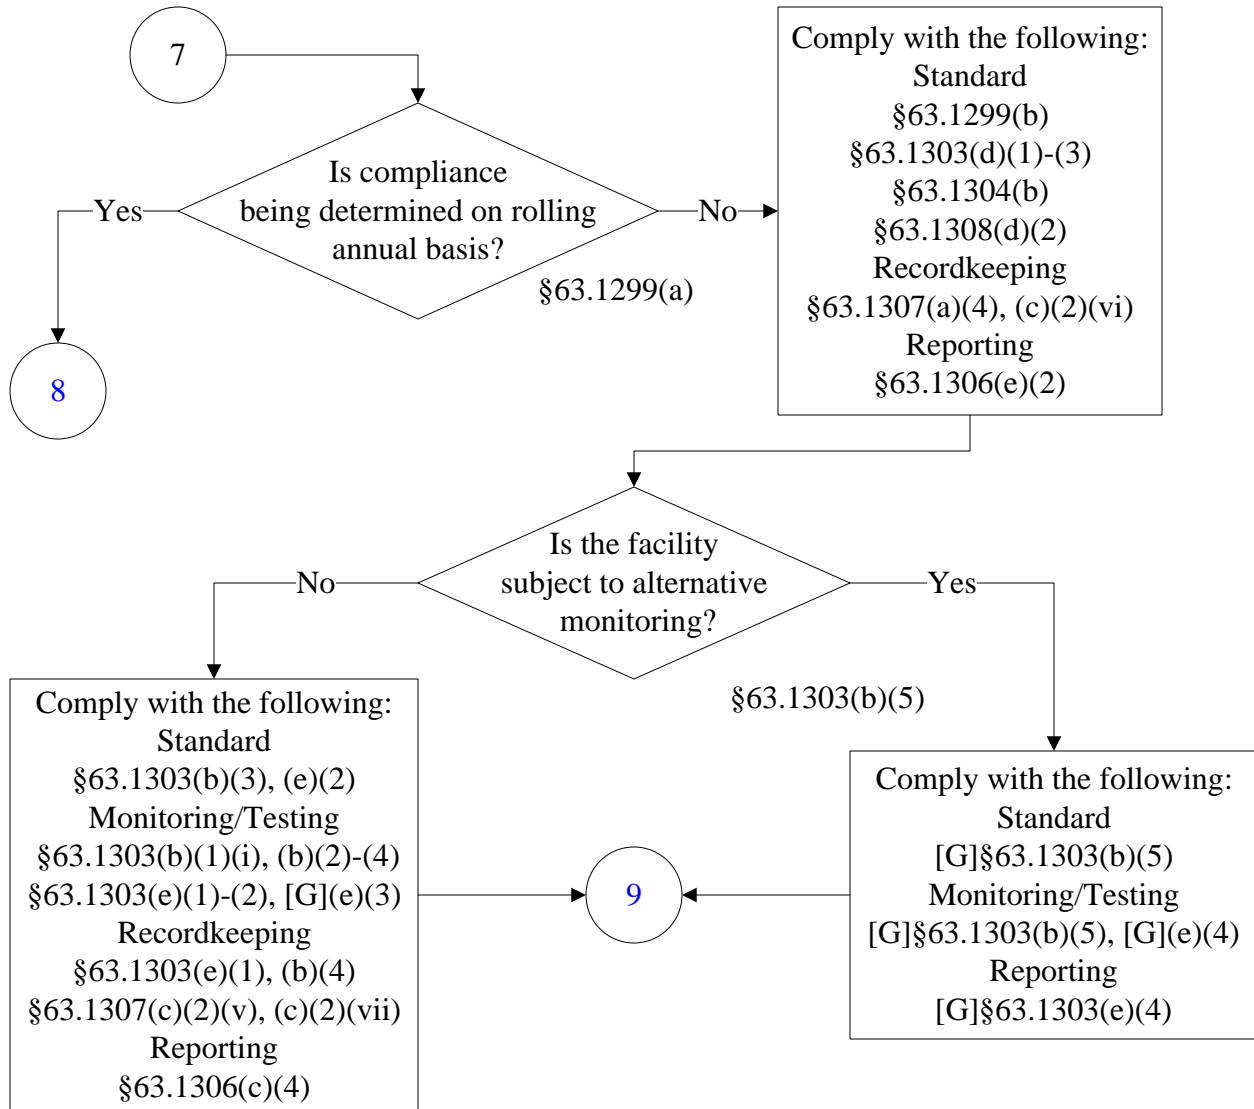 7
Is compliance
being determined on rolling
annual basis?
Yes
No
§63.1299(a)
8
Comply with the following:
Standard
§63.1299(b)
§63.1303(d)(1)-(3)
§63.1304(b)
§63.1308(d)(2)
Recordkeeping
§63.1307(a)(4), (c)(2)(vi)
Reporting
§63.1306(e)(2)
Is the facility
subject to alternative
monitoring?
No
Yes
§63.1303(b)(5)
Comply with the following:
Standard
§63.1303(b)(3), (e)(2)
Monitoring/Testing
§63.1303(b)(1)(i), (b)(2)-(4)
§63.1303(e)(1)-(2), [G](e)(3)
Recordkeeping
§63.1303(e)(1), (b)(4)
§63.1307(c)(2)(v), (c)(2)(vii)
Reporting
§63.1306(c)(4)
9
Comply with the following:
Standard
[G]§63.1303(b)(5)
Monitoring/Testing
[G]§63.1303(b)(5), [G](e)(4)
Reporting
[G]§63.1303(e)(4)